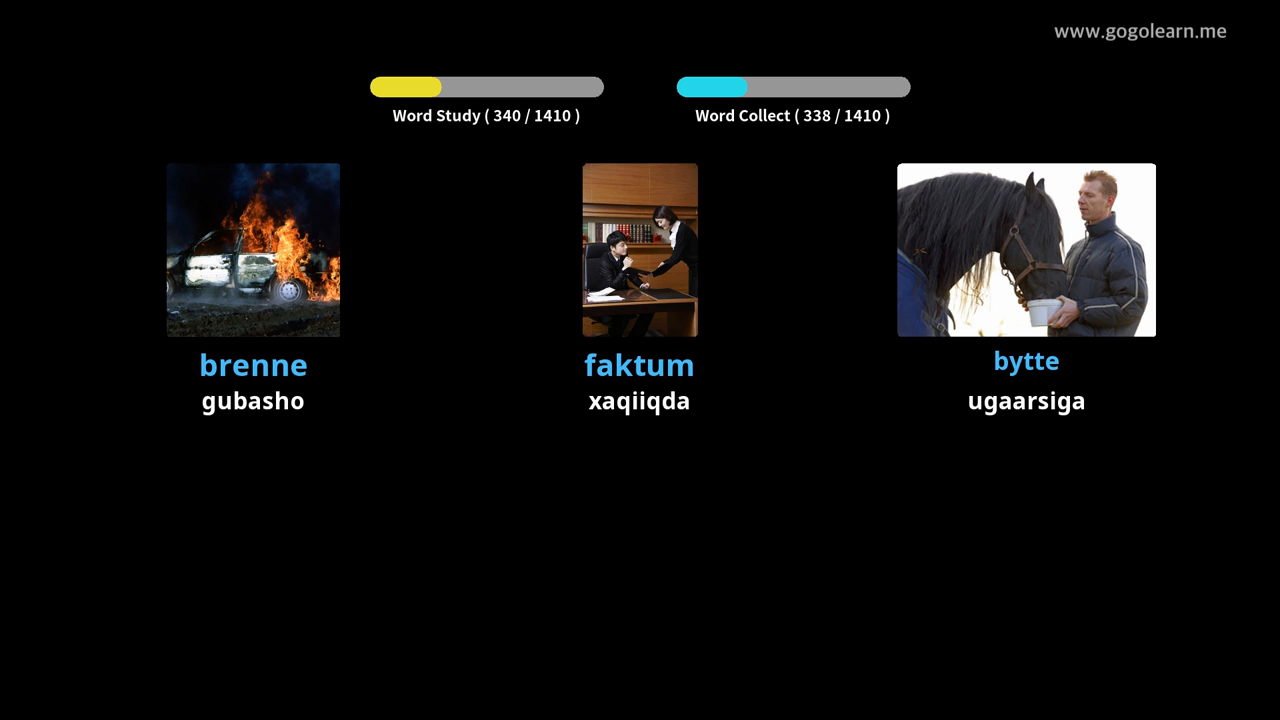 www.gogolearn.me
Word Study ( 340 / 1410 )
Word Collect ( 338 / 1410 )
brenne
gubasho
faktum
xaqiiqda
bytte
ugaarsiga